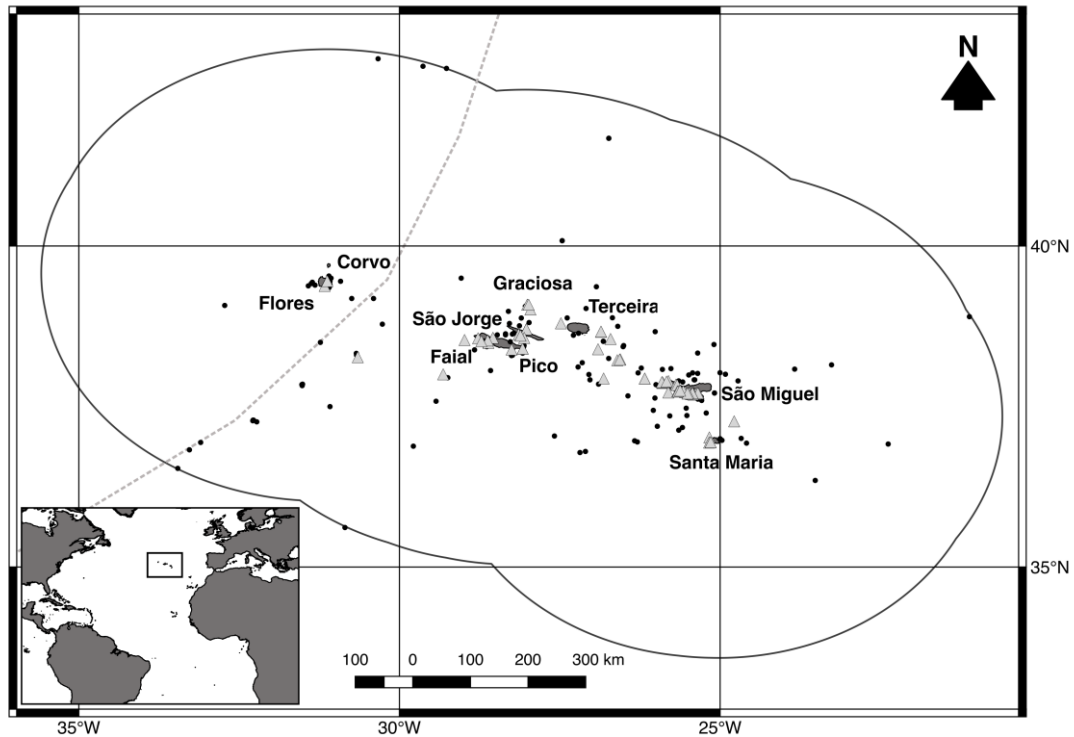 N
40°N
Corvo
Flores
Graciosa
Terceira
São Jorge
Faial
Pico
São Miguel
Santa Maria
35°N
100 0 100 200 300 km
35°W 30°W 25°W